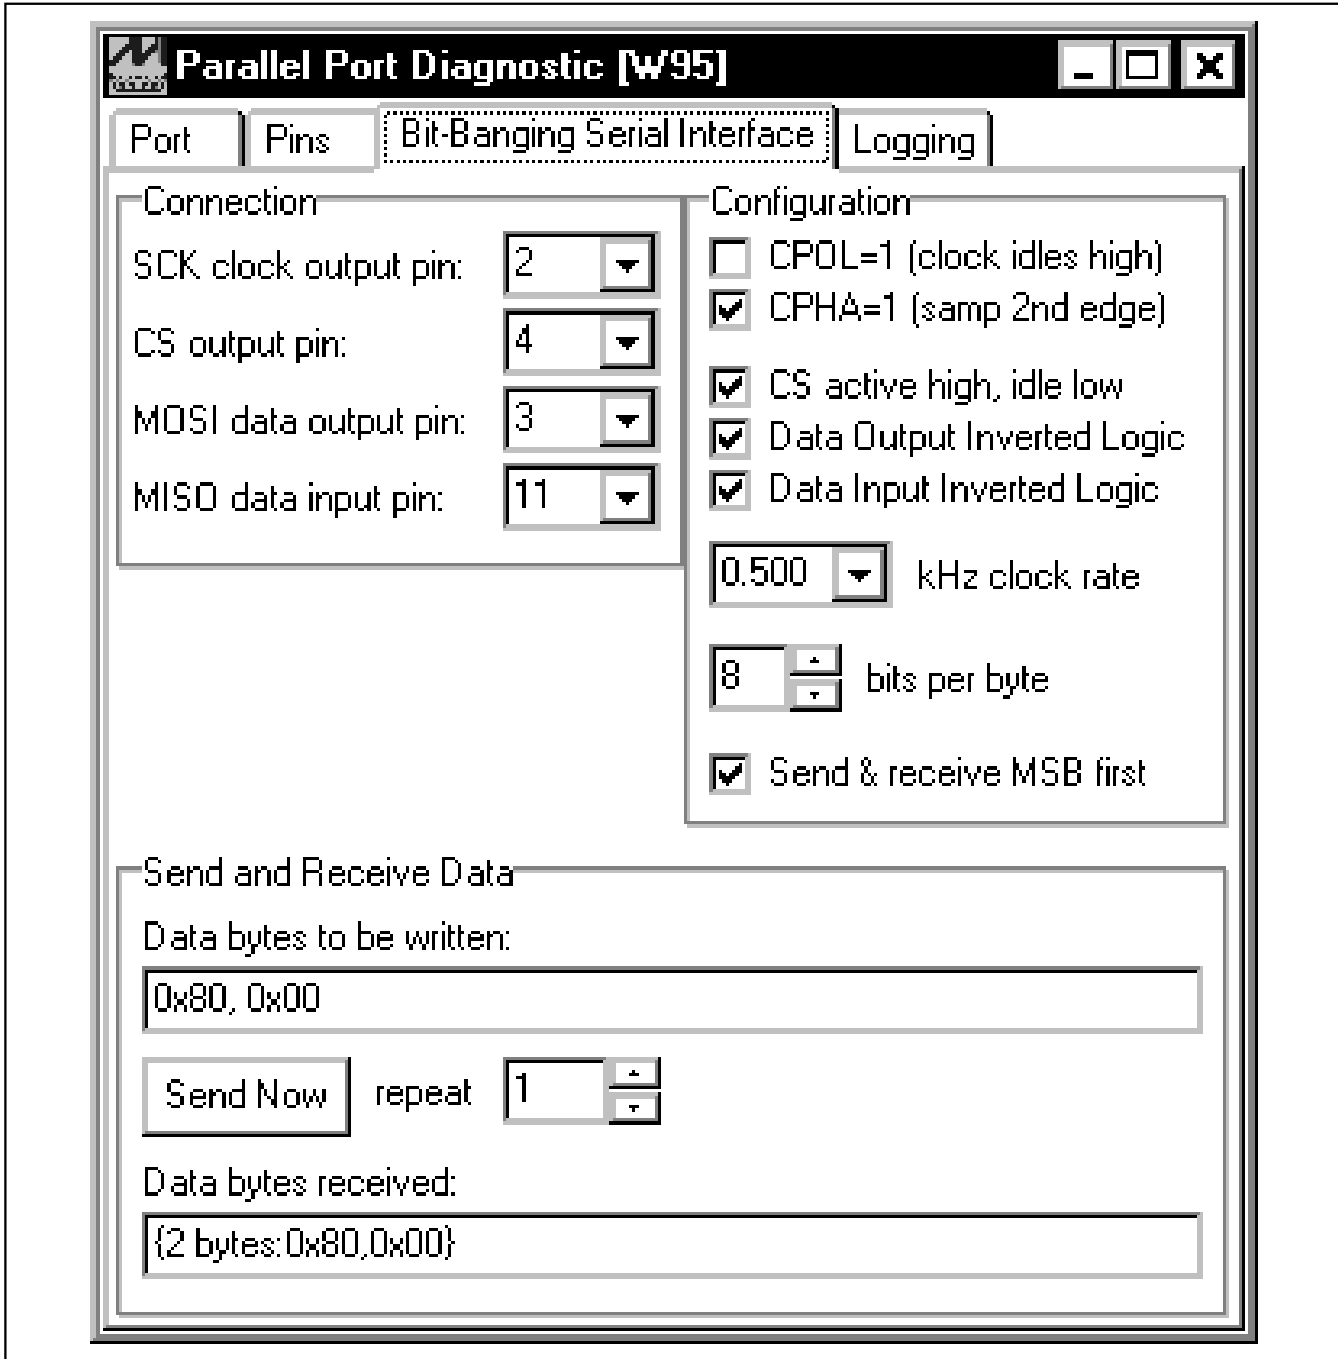 Parallel Port Diagnostic [W95]
Port Pins Bit-Banging Serial Interface Logging
Connection
SCK clock output pin: 2
CS output pin: 4
MOSI data output pin: 3
MISO data input pin: 11
Configuration
CPOL=1 (clock idles high)
CPHA=1 (samp 2nd edge)
CS active high, idle low
Data Output Inverted Logic
Data Input Inverted Logic
0.500 kHz clock rate
8 bits per byte
Send & receive MSB first
Send and Receive Data
Data bytes to be written:
0x80, 0x00
Send Now repeat 1
Data bytes received:
{2 bytes:0x80,0x00}